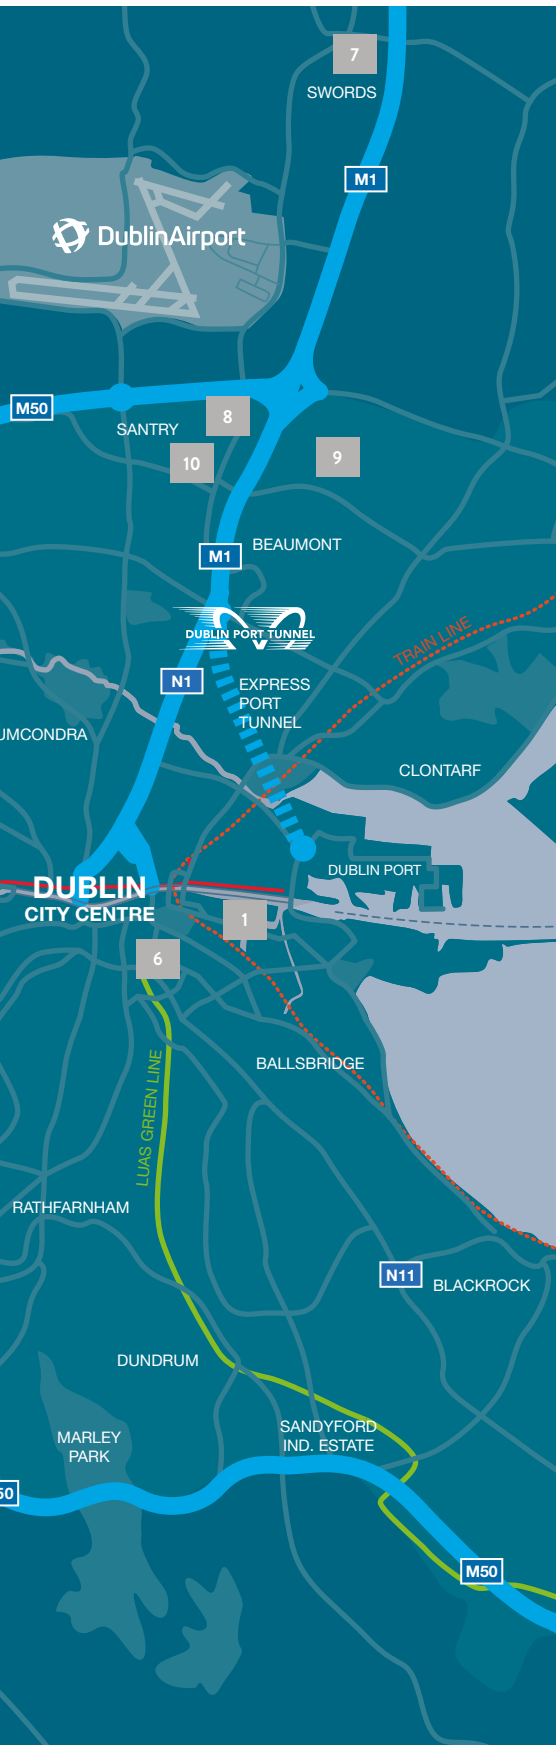 7
SWORDS
M1
DublinAirport
M50
8
SANTRY
10
9
M1
BEAUMONT
DUBLIN PORT TUNNEL
TRAIN LINE
N1
EXPRESS
PORT
TUNNEL
UMCONDRA
CLONTARF
DUBLIN PORT
DUBLIN
CITY CENTRE
1
6
BALLSBRIDGE
LUAS GREEN LINE
RATHFARNHAM
N11
BLACKROCK
DUNDRUM
SANDYFORD
IND. ESTATE
MARLEY
PARK
50
M50